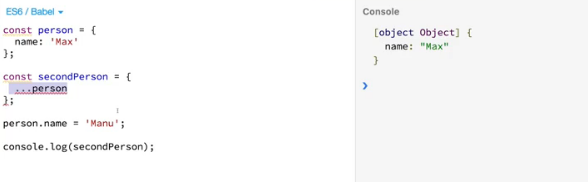 ES6 / Babel
const person = {
  name: 'Max'
};
const secondPerson = {
  ...person
};
person.name = 'Manu';
console.log(secondPerson);
Console
[object Object] {
  name: "Max"
}